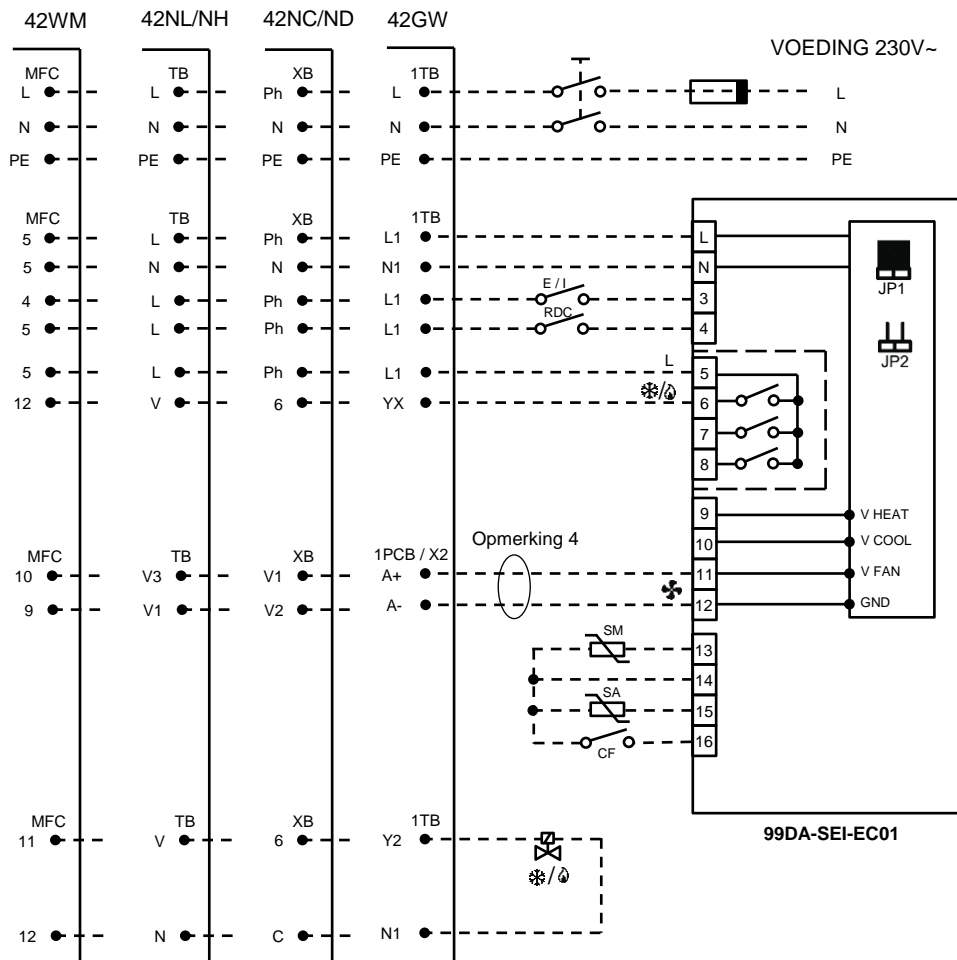 42WM 42NL/NH 42NC/ND 42GW
VOEDING 230V~
MFC TB XB 1TB
L L Ph L L
N N N N N
PE PE PE PE PE
MFC TB XB 1TB
5 L Ph L1 L
5 N N N1 N
JP1
4 L Ph L1 E / I 3
5 L Ph L1 RDC 4
JP2
5 L Ph L1 L 5
12 V 6 YX 6
7
8
9 V HEAT
Opmerking 4
10 V COOL
MFC TB XB 1PCB / X2
10 V3 V1 A+ 11 V FAN
9 V1 V2 A- 12 GND
SM 13
14
SA 15
CF 16
MFC TB XB 1TB
11 V 6 Y2
99DA-SEI-EC01
12 N C N1